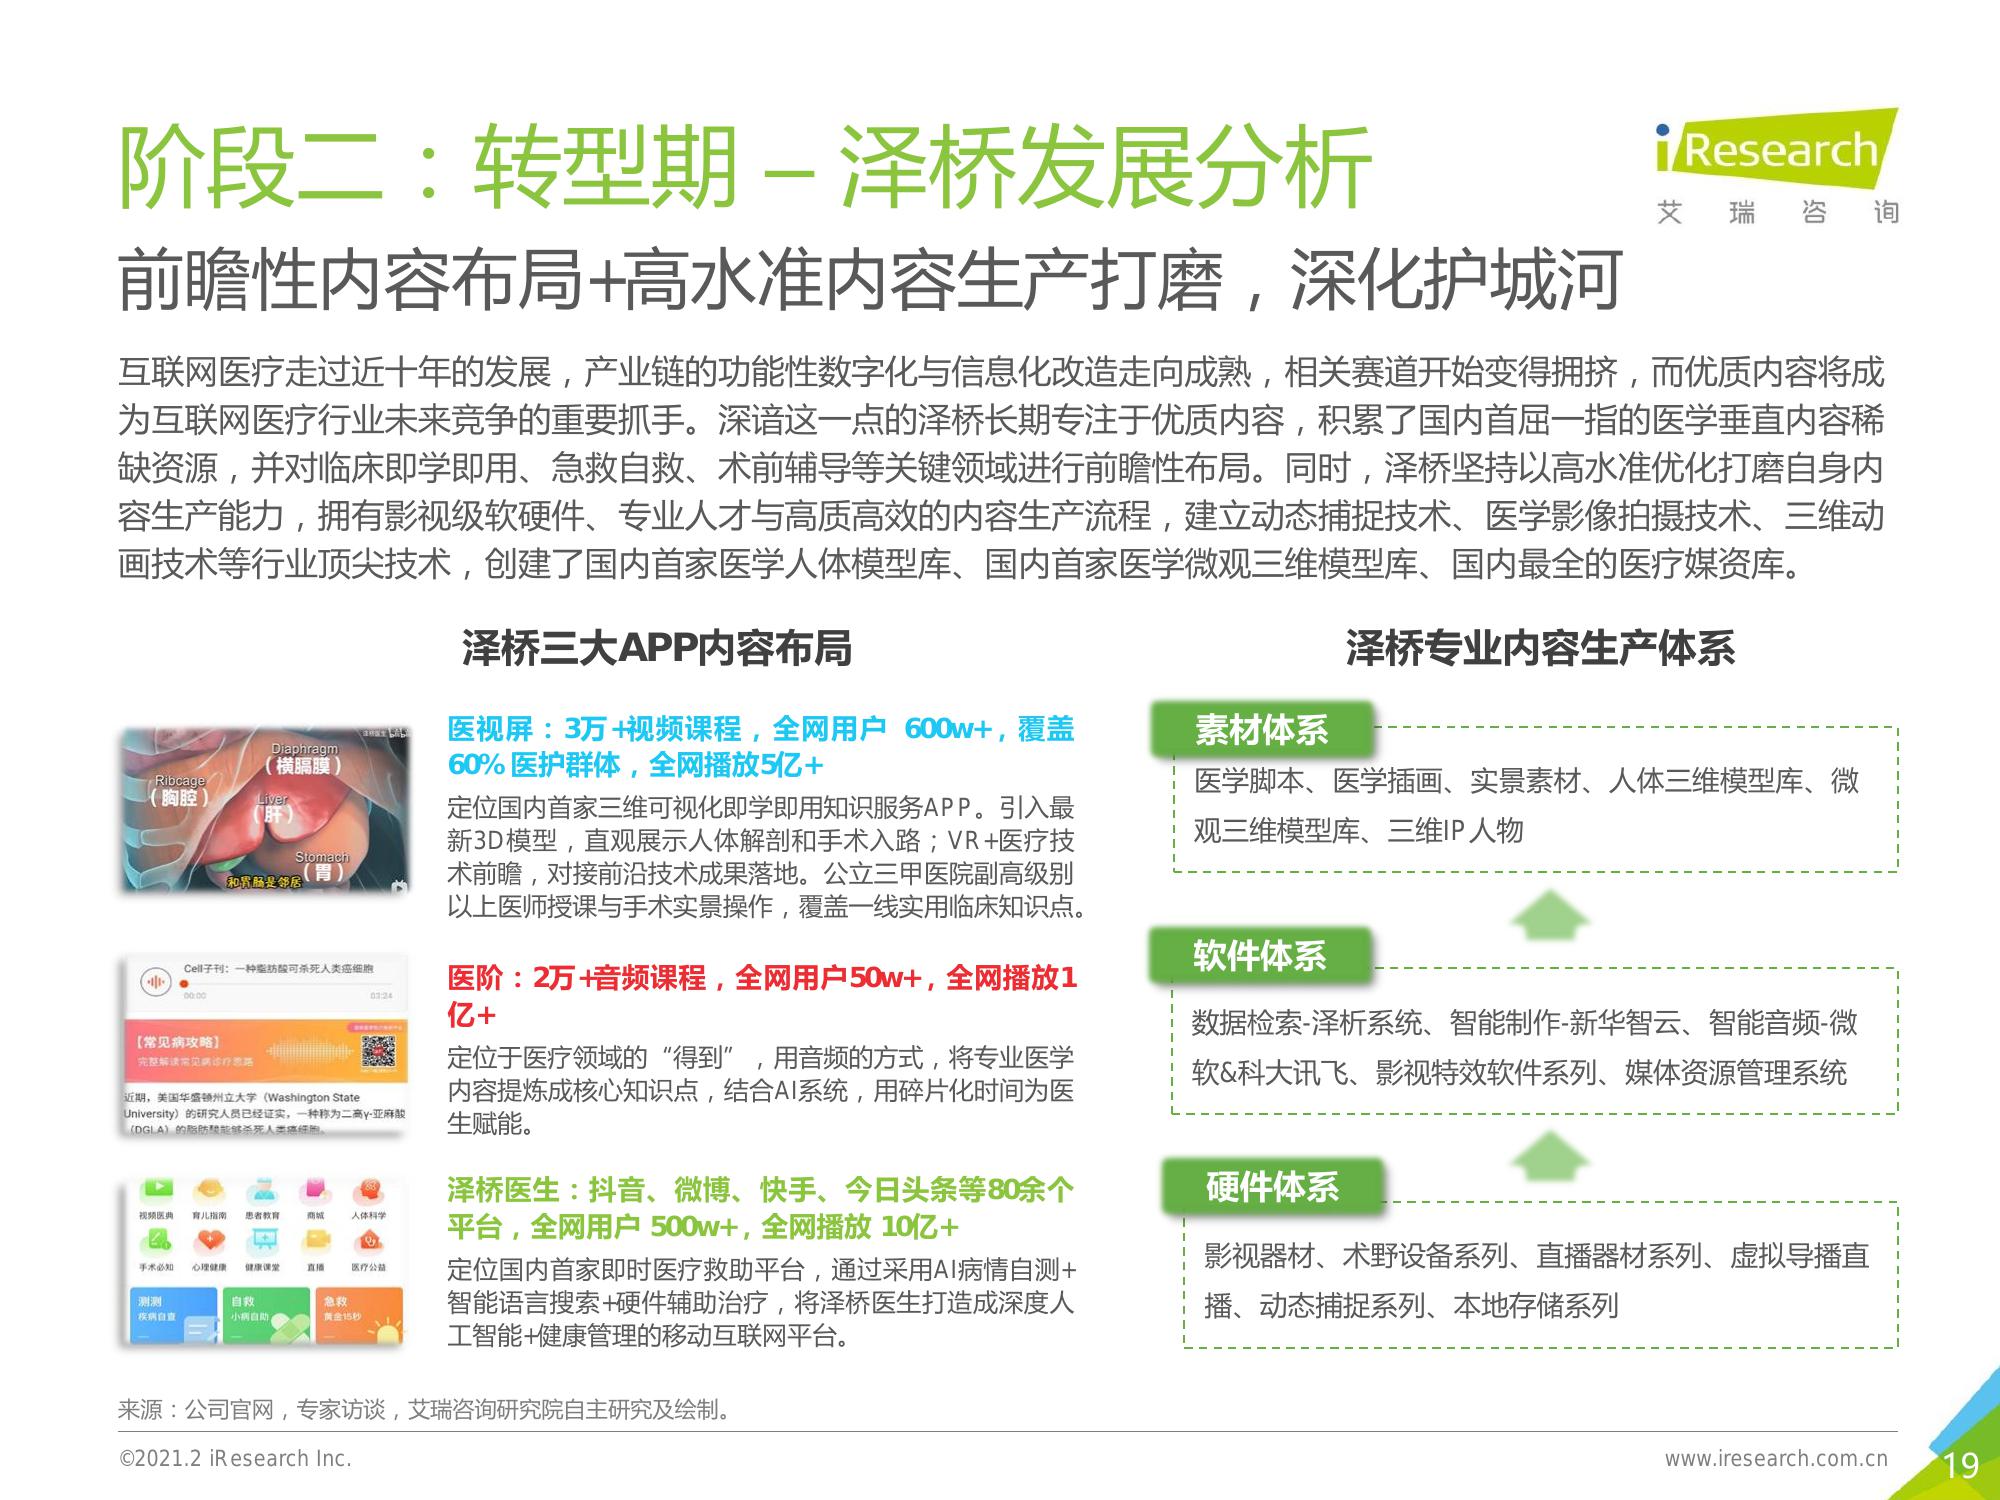 阶段二：转型期 – 泽桥发展分析
iResearch
艾 瑞 咨 询
前瞻性内容布局+高水准内容生产打磨，深化护城河
互联网医疗走过近十年的发展，产业链的功能性数字化与信息化改造走向成熟，相关赛道开始变得拥挤，而优质内容将成
为互联网医疗行业未来竞争的重要抓手。深谙这一点的泽桥长期专注于优质内容，积累了国内首屈一指的医学垂直内容稀
缺资源，并对临床即学即用、急救自救、术前辅导等关键领域进行前瞻性布局。同时，泽桥坚持以高水准优化打磨自身内
容生产能力，拥有影视级软硬件、专业人才与高质高效的内容生产流程，建立动态捕捉技术、医学影像拍摄技术、三维动
画技术等行业顶尖技术，创建了国内首家医学人体模型库、国内首家医学微观三维模型库、国内最全的医疗媒资库。
泽桥三大APP内容布局
Diaphragm
（横膈膜）
Ribcage
（胸腔）
Liver
（肝）
Stomach
（胃）
和胃肠是邻居
泽桥医生
医视屏：3万+视频课程，全网用户 600w+，覆盖
60% 医护群体，全网播放5亿+
定位国内首家三维可视化即学即用知识服务APP。引入最
新3D模型，直观展示人体解剖和手术入路；VR+医疗技
术前瞻，对接前沿技术成果落地。公立三甲医院副高级别
以上医师授课与手术实景操作，覆盖一线实用临床知识点。
Cell子刊：一种脂肪酸可杀死人类癌细胞
00:00 03:24
【常见病攻略】
完整解读常见病诊疗思路
近期，美国华盛顿州立大学（Washington State
University）的研究人员已经证实，一种称为二高γ-亚麻酸
（DGLA）的脂肪酸能够杀死人类癌细胞。
医阶：2万+音频课程，全网用户50w+，全网播放1
亿+
定位于医疗领域的“得到”，用音频的方式，将专业医学
内容提炼成核心知识点，结合AI系统，用碎片化时间为医
生赋能。
视频医典 育儿指南 患者教育 商城 人体科学
手术必知 心理健康 健康课堂 直播 医疗公益
测测 自救 急救
疾病自查 小病自助 黄金15秒
泽桥医生：抖音、微博、快手、今日头条等80余个
平台，全网用户 500w+，全网播放 10亿+
定位国内首家即时医疗救助平台，通过采用AI病情自测+
智能语言搜索+硬件辅助治疗，将泽桥医生打造成深度人
工智能+健康管理的移动互联网平台。
泽桥专业内容生产体系
素材体系
医学脚本、医学插画、实景素材、人体三维模型库、微
观三维模型库、三维IP人物
软件体系
数据检索-泽析系统、智能制作-新华智云、智能音频-微
软&科大讯飞、影视特效软件系列、媒体资源管理系统
硬件体系
影视器材、术野设备系列、直播器材系列、虚拟导播直
播、动态捕捉系列、本地存储系列
来源：公司官网，专家访谈，艾瑞咨询研究院自主研究及绘制。
©2021.2 iResearch Inc.
www.iresearch.com.cn
19